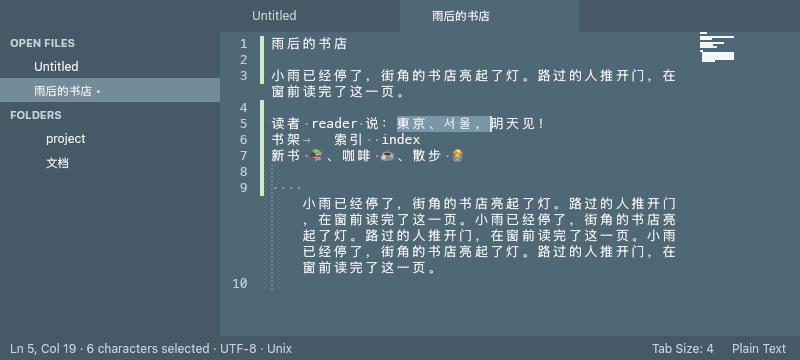 Untitled
雨后的书店
OPEN FILES
Untitled
雨后的书店 •
FOLDERS
project
文档
1 雨后的书店
2
3 小雨已经停了，街角的书店亮起了灯。路过的人推开门，在
窗前读完了这一页。
4
5 读者·reader·说：東京、서울，明天见！
6 书架→ 索引··index
7 新书·📚、咖啡·☕、散步·🌦
8
9 ····
小雨已经停了，街角的书店亮起了灯。路过的人推开门
，在窗前读完了这一页。小雨已经停了，街角的书店亮
起了灯。路过的人推开门，在窗前读完了这一页。小雨
已经停了，街角的书店亮起了灯。路过的人推开门，在
窗前读完了这一页。
10
Ln 5, Col 19 · 6 characters selected · UTF-8 · Unix
Tab Size: 4 Plain Text